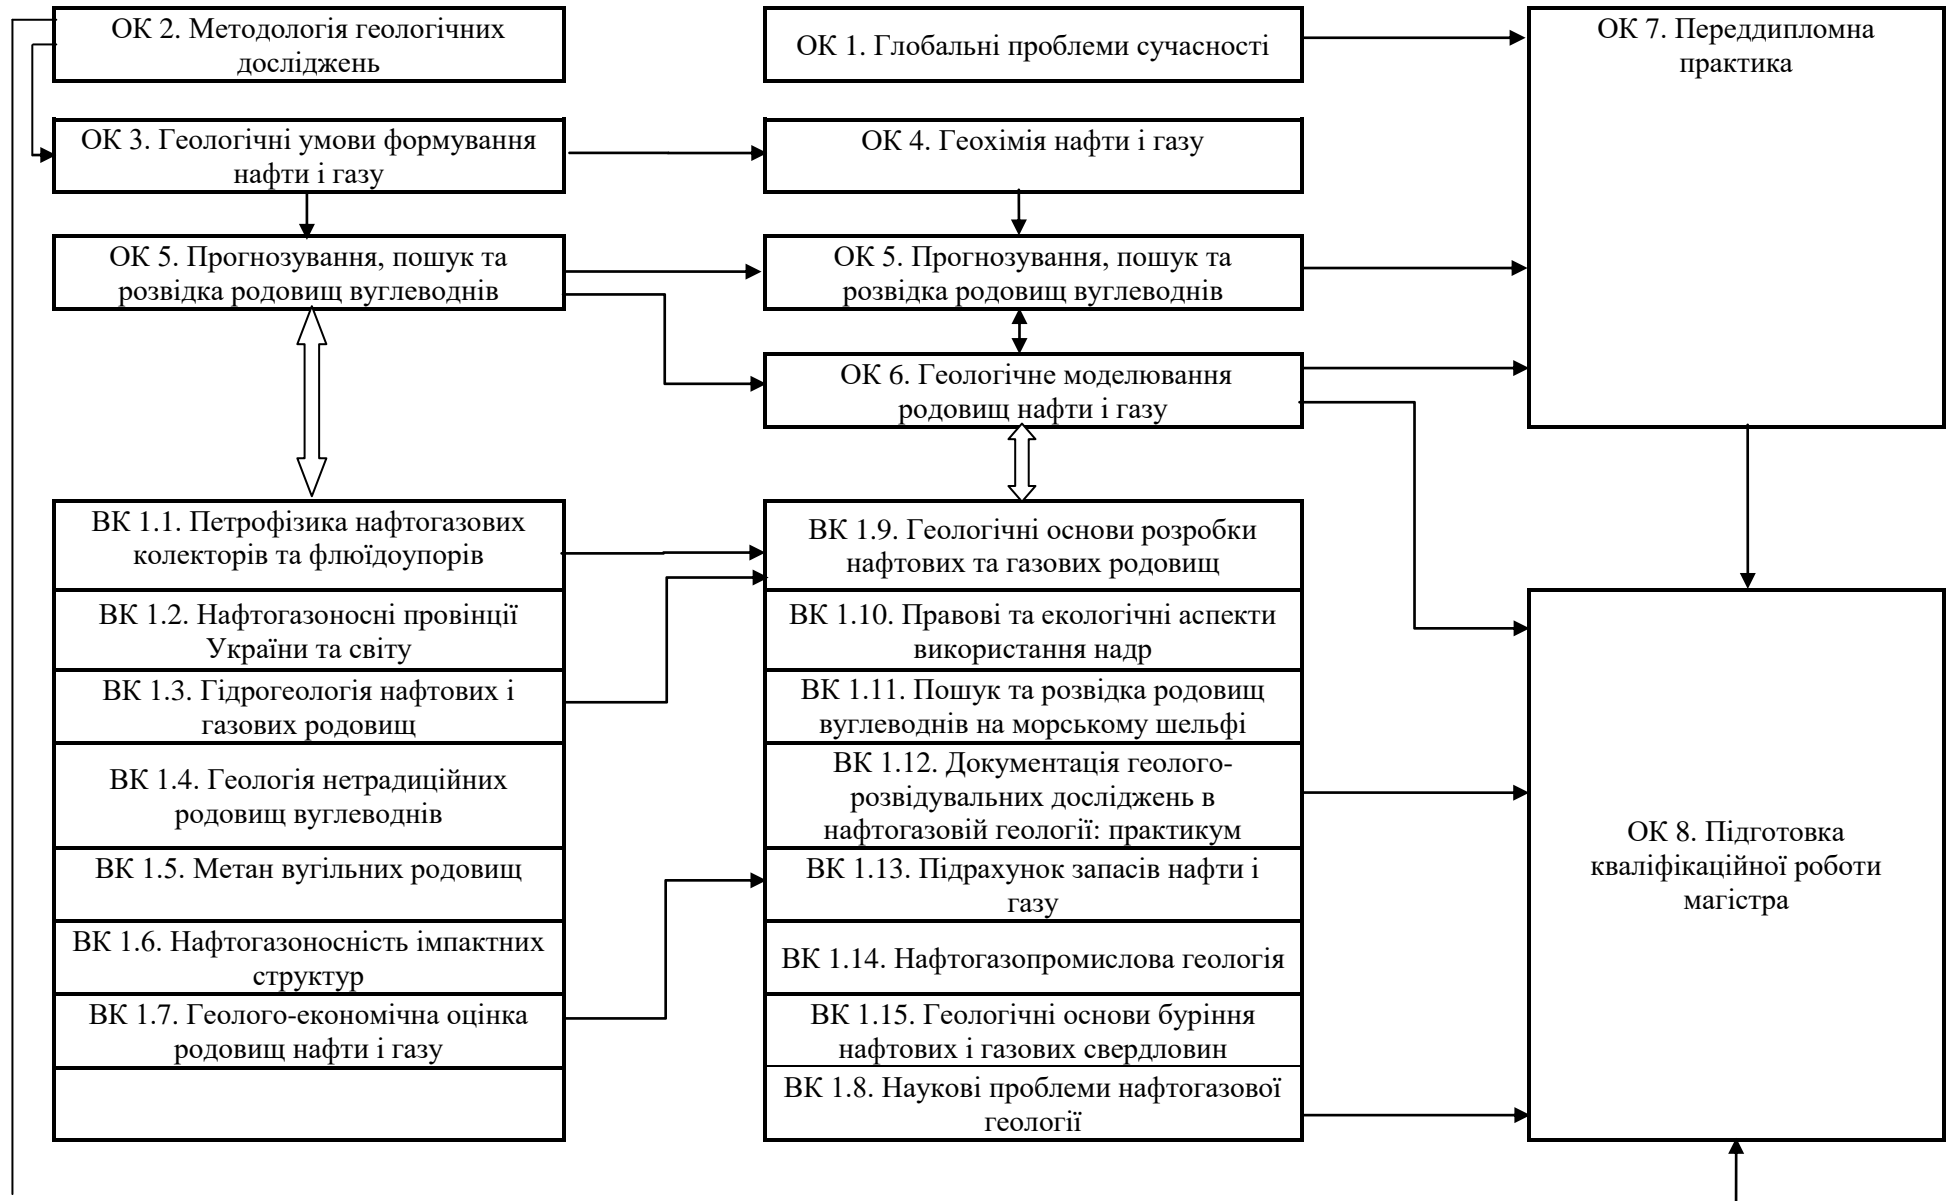 ОК 2. Методологія геологічних
досліджень
ОК 1. Глобальні проблеми сучасності
ОК 7. Переддипломна
практика
ОК 3. Геологічні умови формування
нафти і газу
ОК 4. Геохімія нафти і газу
ОК 5. Прогнозування, пошук та
розвідка родовищ вуглеводнів
ОК 5. Прогнозування, пошук та
розвідка родовищ вуглеводнів
ОК 6. Геологічне моделювання
родовищ нафти і газу
ВК 1.1. Петрофізика нафтогазових
колекторів та флюїдоупорів
ВК 1.2. Нафтогазоносні провінції
України та світу
ВК 1.3. Гідрогеологія нафтових і
газових родовищ
ВК 1.4. Геологія нетрадиційних
родовищ вуглеводнів
ВК 1.5. Метан вугільних родовищ
ВК 1.6. Нафтогазоносність імпактних
структур
ВК 1.7. Геолого-економічна оцінка
родовищ нафти і газу
ВК 1.9. Геологічні основи розробки
нафтових та газових родовищ
ВК 1.10. Правові та екологічні аспекти
використання надр
ВК 1.11. Пошук та розвідка родовищ
вуглеводнів на морському шельфі
ВК 1.12. Документація геолого-
розвідувальних досліджень в
нафтогазовій геології: практикум
ВК 1.13. Підрахунок запасів нафти і
газу
ВК 1.14. Нафтогазопромислова геологія
ВК 1.15. Геологічні основи буріння
нафтових і газових свердловин
ВК 1.8. Наукові проблеми нафтогазової
геології
ОК 8. Підготовка
кваліфікаційної роботи
магістра